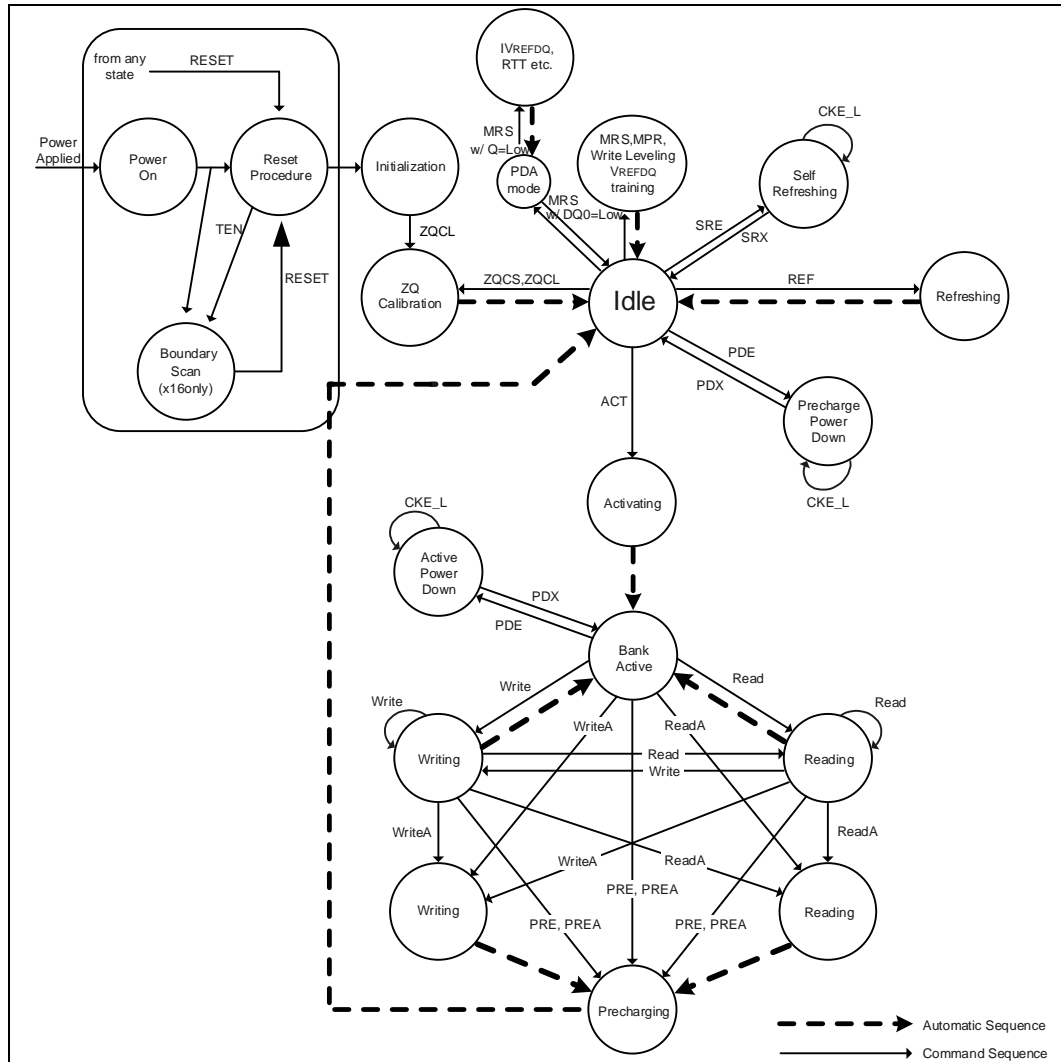 from any
state
RESET
Power
Applied
Power
On
Reset
Procedure
TEN
RESET
Boundary
Scan
(x16only)
Initialization
ZQCL
ZQ
Calibration
ZQCS,ZQCL
IVREFDQ,
RTT etc.
MRS
w/ Q=Low
PDA
mode
MRS
w/ DQ0=Low
MRS,MPR,
Write Leveling
VREFDQ
training
CKE_L
Self
Refreshing
SRE
SRX
Idle
REF
Refreshing
PDE
PDX
Precharge
Power
Down
CKE_L
ACT
Activating
CKE_L
Active
Power
Down
PDX
PDE
Bank
Active
Write
Read
Write
Read
WriteA
ReadA
Writing
Read
Write
Reading
WriteA
ReadA
WriteA
ReadA
Writing
PRE, PREA
Reading
PRE, PREA
PRE, PREA
Precharging
Automatic Sequence
Command Sequence